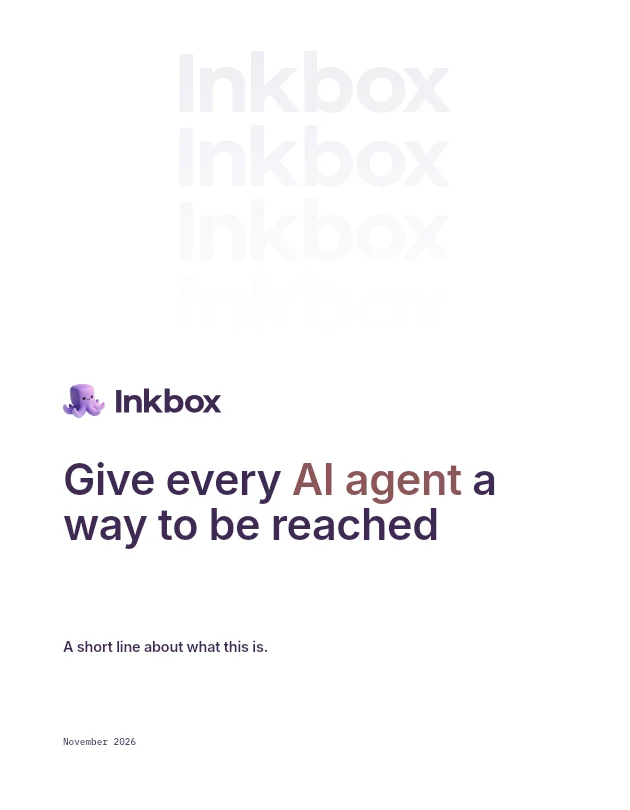 Inkbox
Inkbox
Inkbox
Inkbox
Inkbox
Give every AI agent a
way to be reached
A short line about what this is.
November 2026